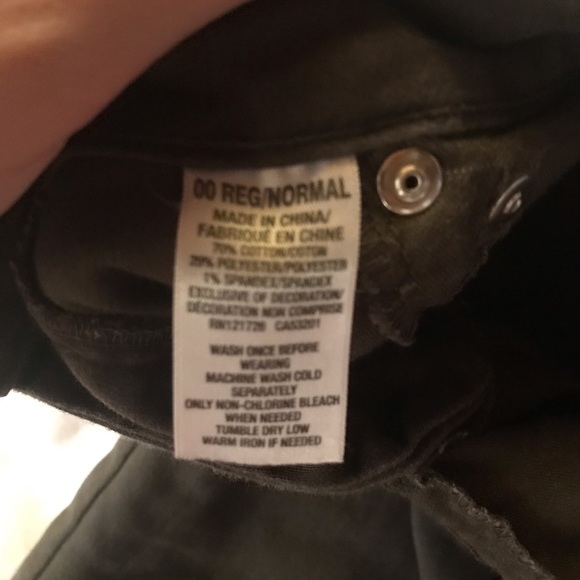 00 REG/NORMAL
MADE IN CHINA/
FABRIQUÉ EN CHINE
70% COTTON/COTON
29% POLYESTER/POLYESTER
1% SPANDEX/SPANDEX
EXCLUSIVE OF DECORATION/
DÉCORATION NON COMPRISE
RN121726 CA53201
WASH ONCE BEFORE
WEARING
MACHINE WASH COLD
SEPARATELY
ONLY NON-CHLORINE BLEACH
WHEN NEEDED
TUMBLE DRY LOW
WARM IRON IF NEEDED